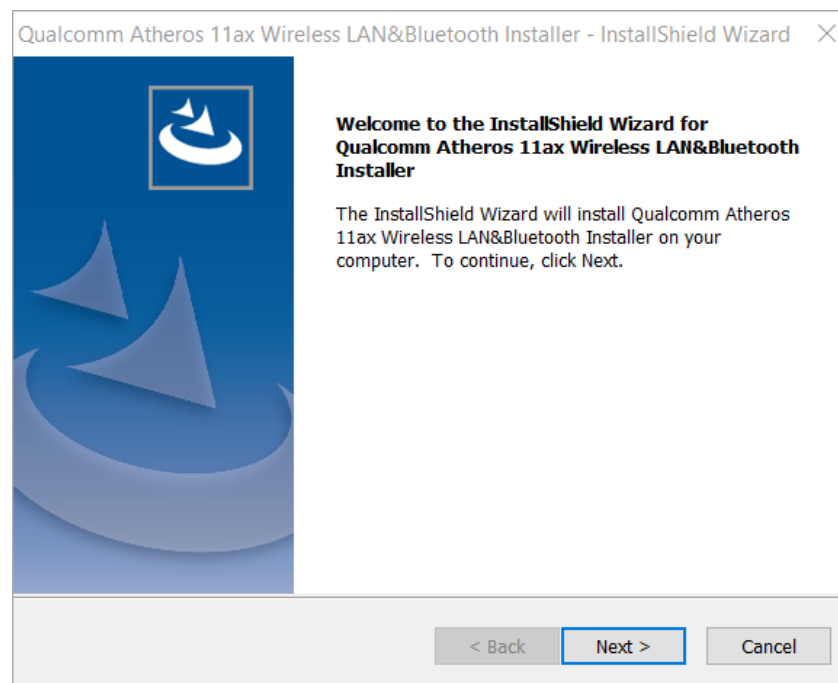 Qualcomm Atheros 11ax Wireless LAN&Bluetooth Installer - InstallShield Wizard
Welcome to the InstallShield Wizard for
Qualcomm Atheros 11ax Wireless LAN&Bluetooth
Installer
The InstallShield Wizard will install Qualcomm Atheros
11ax Wireless LAN&Bluetooth Installer on your
computer.  To continue, click Next.
< Back Next > Cancel